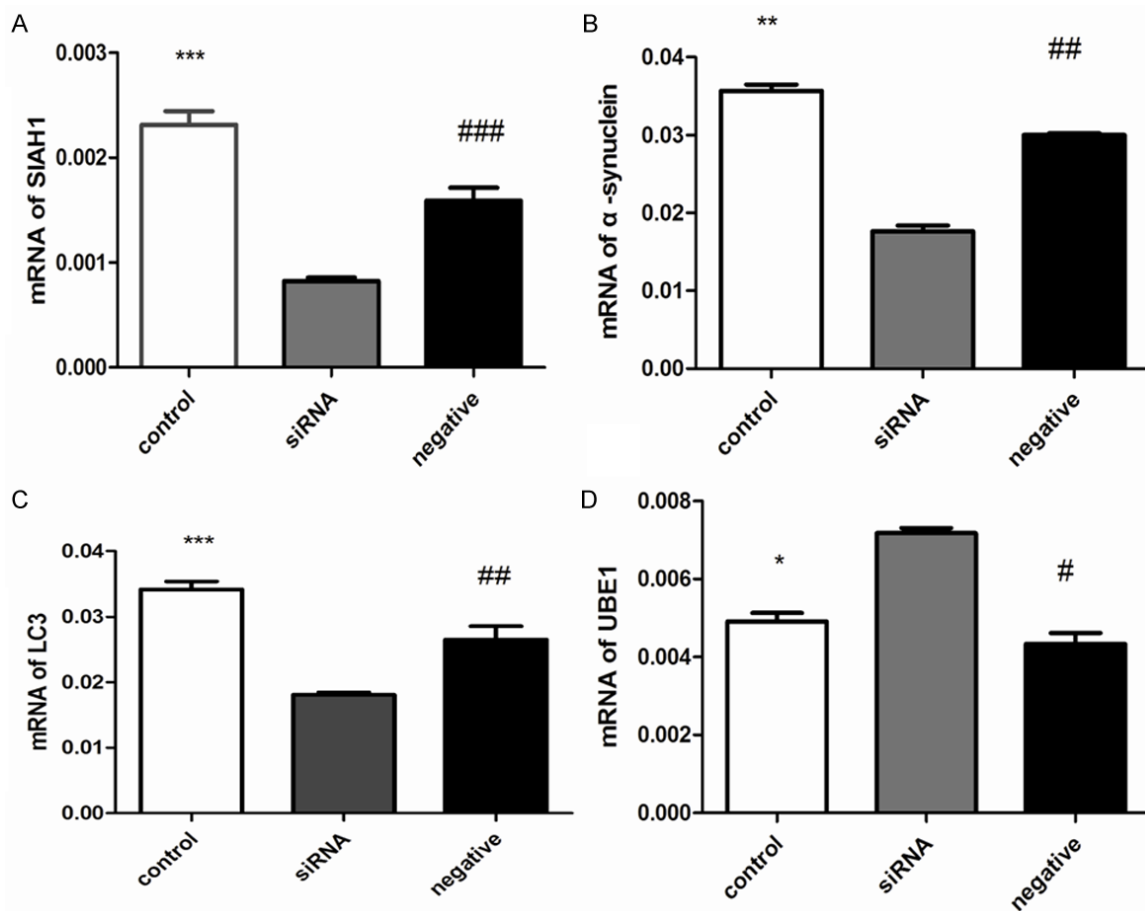 A
mRNA of SIAH1
0.003
0.002
0.001
0.000
***
###
control
siRNA
negative
B
mRNA of α -synuclein
0.04
0.03
0.02
0.01
0.00
**
##
control
siRNA
negative
C
mRNA of LC3
0.04
0.03
0.02
0.01
0.00
***
##
control
siRNA
negative
D
mRNA of UBE1
0.008
0.006
0.004
0.002
0.000
*
#
control
siRNA
negative